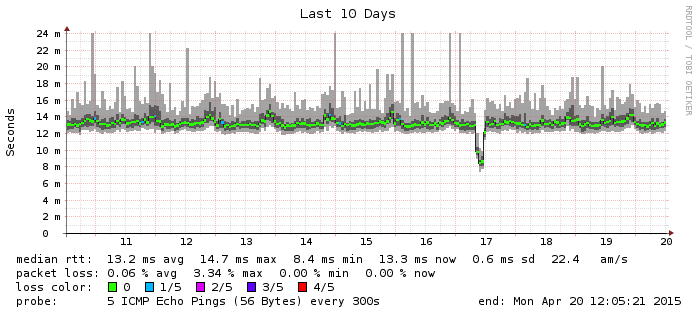 Last 10 Days
RRDTOOL / TOBI OETIKER
Seconds
24 m
22 m
20 m
18 m
16 m
14 m
12 m
10 m
8 m
6 m
4 m
2 m
0
11 12 13 14 15 16 17 18 19 20
median rtt: 13.2 ms avg 14.7 ms max 8.4 ms min 13.3 ms now 0.6 ms sd 22.4 am/s
packet loss: 0.06 % avg 3.34 % max 0.00 % min 0.00 % now
loss color: 0 1/5 2/5 3/5 4/5
probe: 5 ICMP Echo Pings (56 Bytes) every 300s end: Mon Apr 20 12:05:21 2015